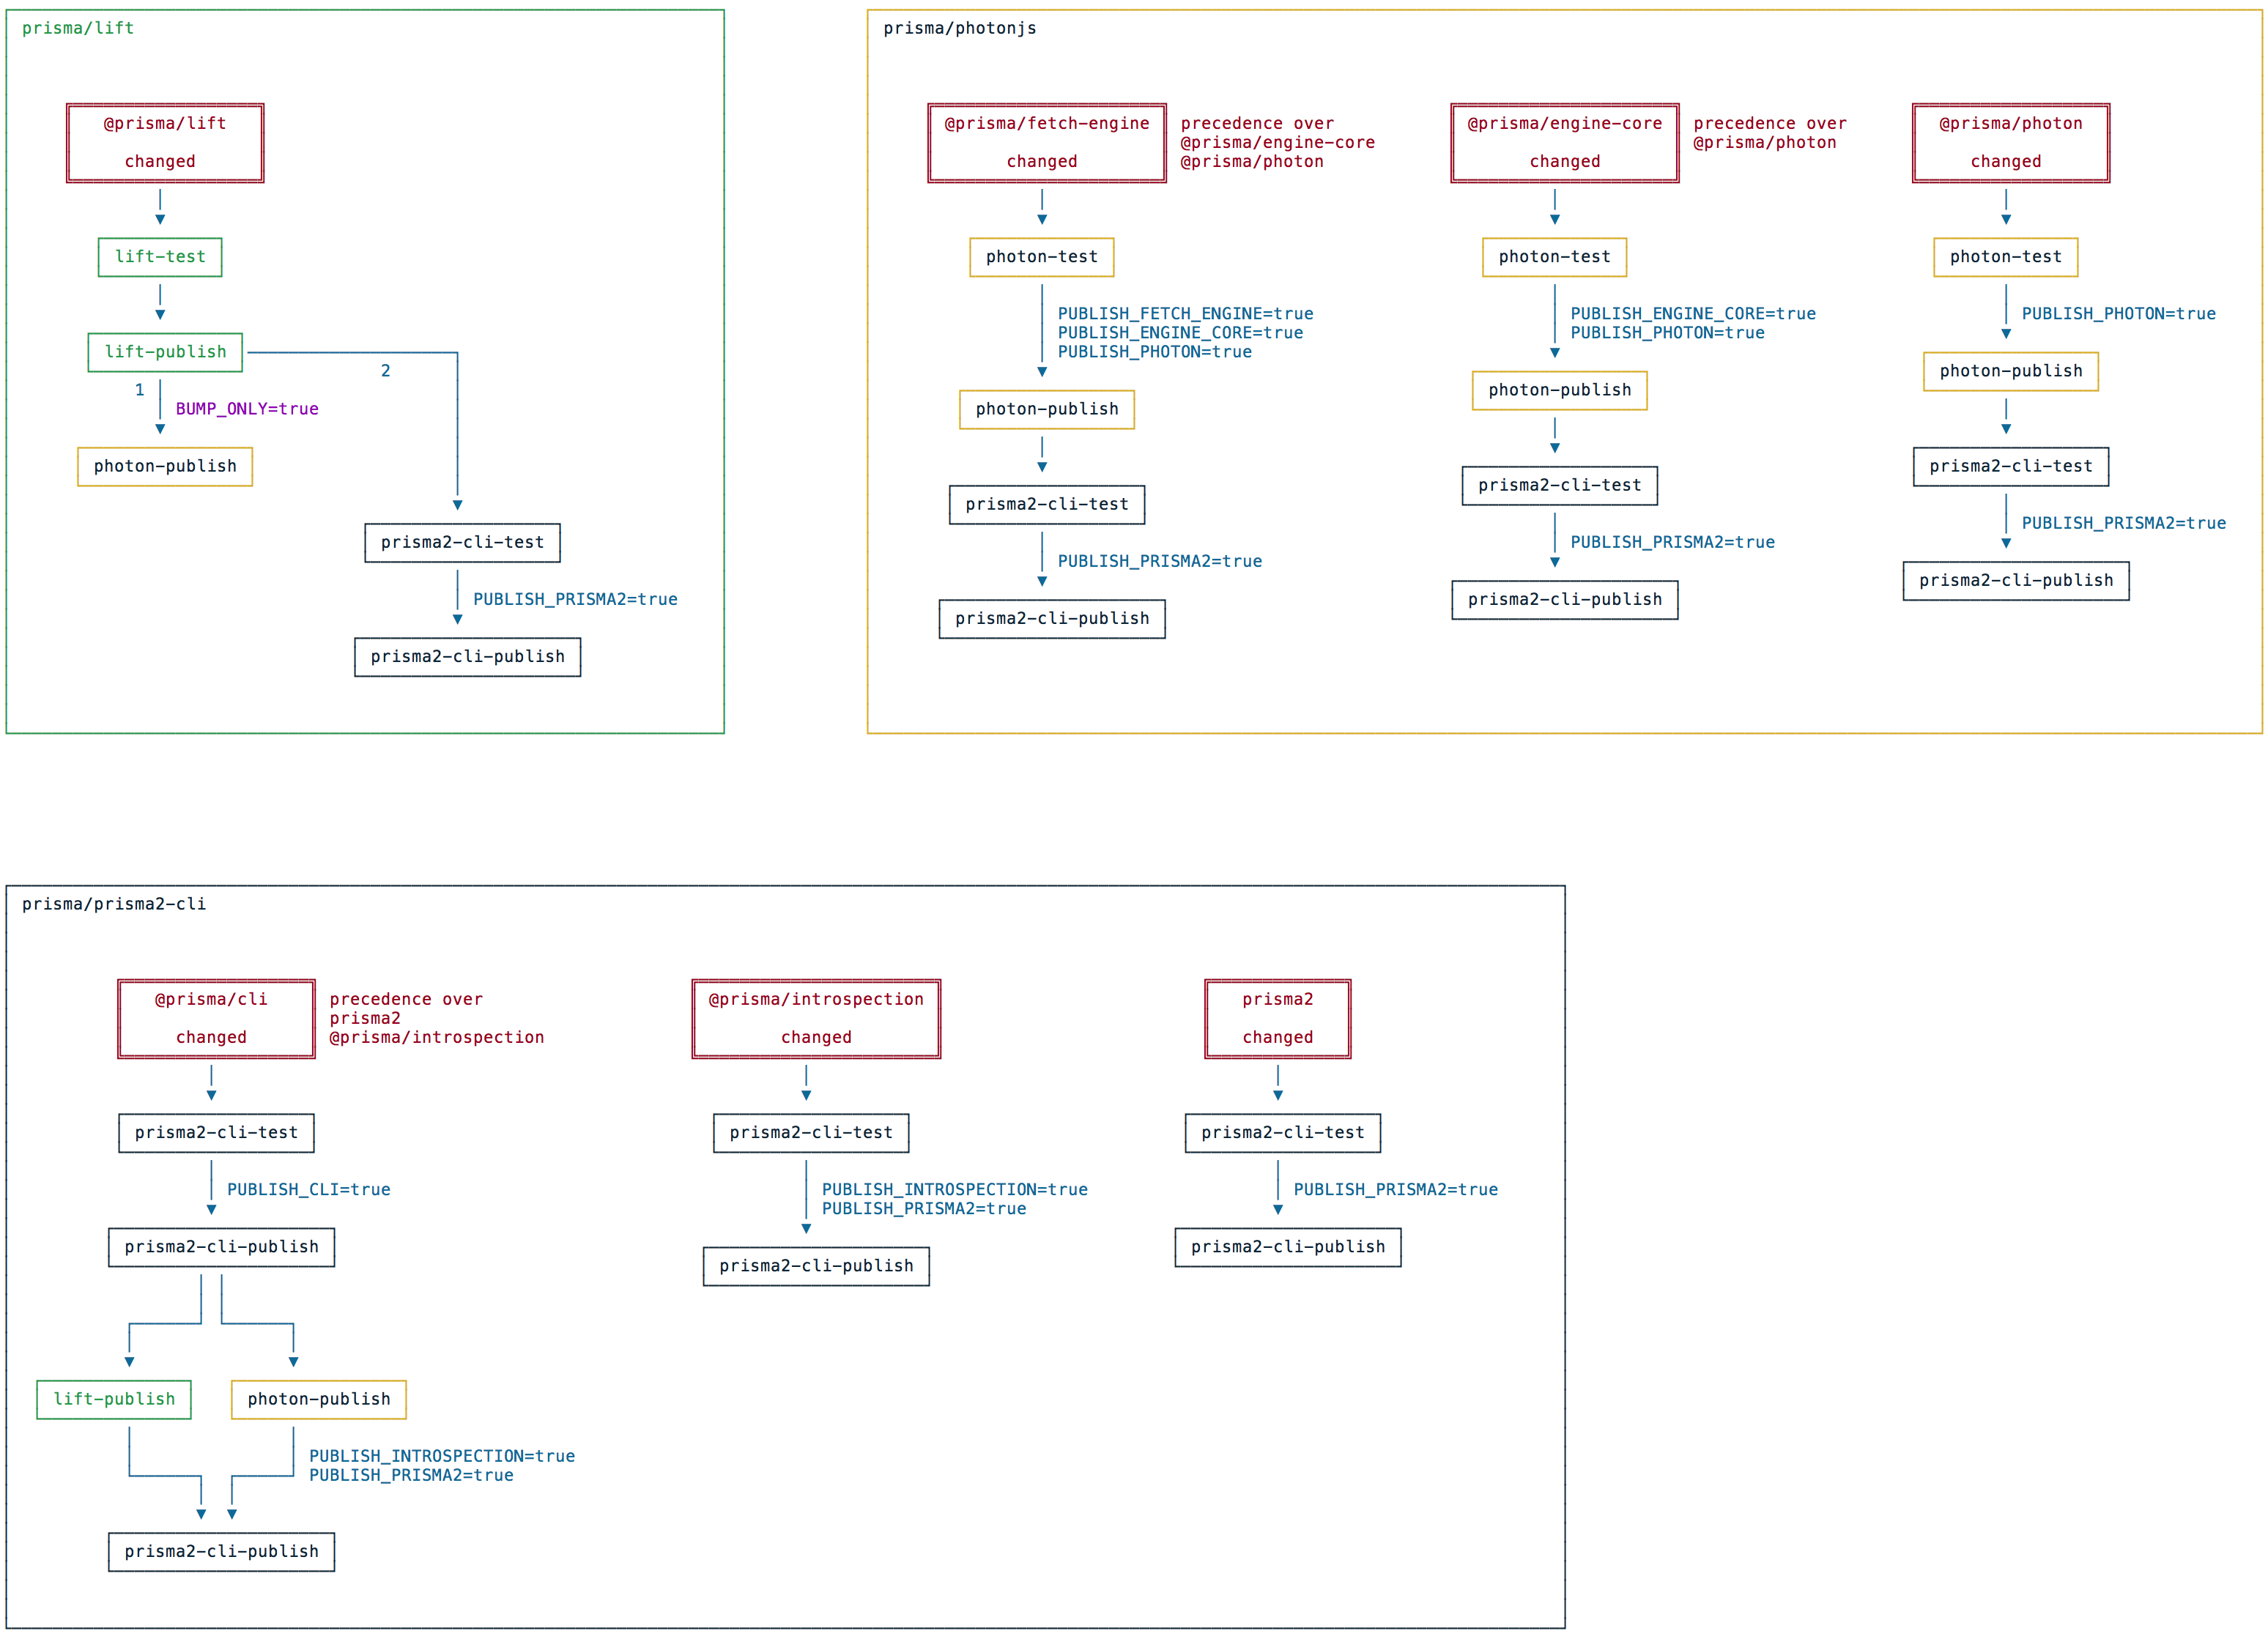 prisma/lift
@prisma/lift
changed
lift-test
lift-publish
1
2
BUMP_ONLY=true
photon-publish
prisma2-cli-test
PUBLISH_PRISMA2=true
prisma2-cli-publish
prisma/photonjs
@prisma/fetch-engine
changed
precedence over
@prisma/engine-core
@prisma/photon
photon-test
PUBLISH_FETCH_ENGINE=true
PUBLISH_ENGINE_CORE=true
PUBLISH_PHOTON=true
photon-publish
prisma2-cli-test
PUBLISH_PRISMA2=true
prisma2-cli-publish
@prisma/engine-core
changed
precedence over
@prisma/photon
photon-test
PUBLISH_ENGINE_CORE=true
PUBLISH_PHOTON=true
photon-publish
prisma2-cli-test
PUBLISH_PRISMA2=true
prisma2-cli-publish
@prisma/photon
changed
photon-test
PUBLISH_PHOTON=true
photon-publish
prisma2-cli-test
PUBLISH_PRISMA2=true
prisma2-cli-publish
prisma/prisma2-cli
@prisma/cli
changed
precedence over
prisma2
@prisma/introspection
prisma2-cli-test
PUBLISH_CLI=true
prisma2-cli-publish
lift-publish
photon-publish
PUBLISH_INTROSPECTION=true
PUBLISH_PRISMA2=true
prisma2-cli-publish
@prisma/introspection
changed
prisma2-cli-test
PUBLISH_INTROSPECTION=true
PUBLISH_PRISMA2=true
prisma2-cli-publish
prisma2
changed
prisma2-cli-test
PUBLISH_PRISMA2=true
prisma2-cli-publish